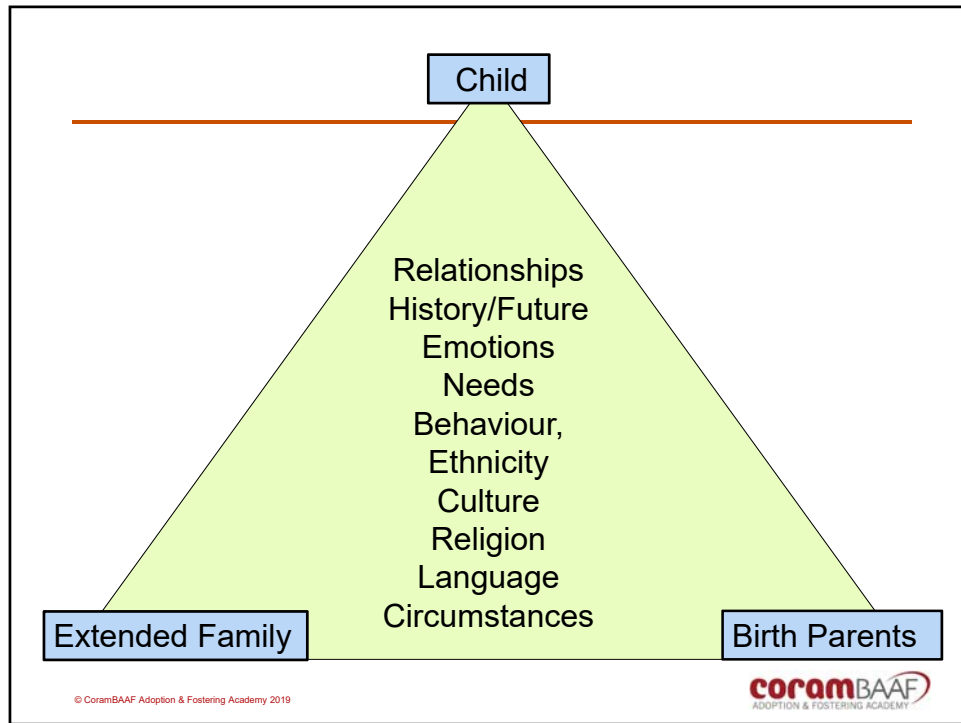 Child
Relationships
History/Future
Emotions
Needs
Behaviour,
Ethnicity
Culture
Religion
Language
Circumstances
Extended Family
Birth Parents
© CoramBAAF Adoption & Fostering Academy 2019
coramBAAF
ADOPTION & FOSTERING ACADEMY